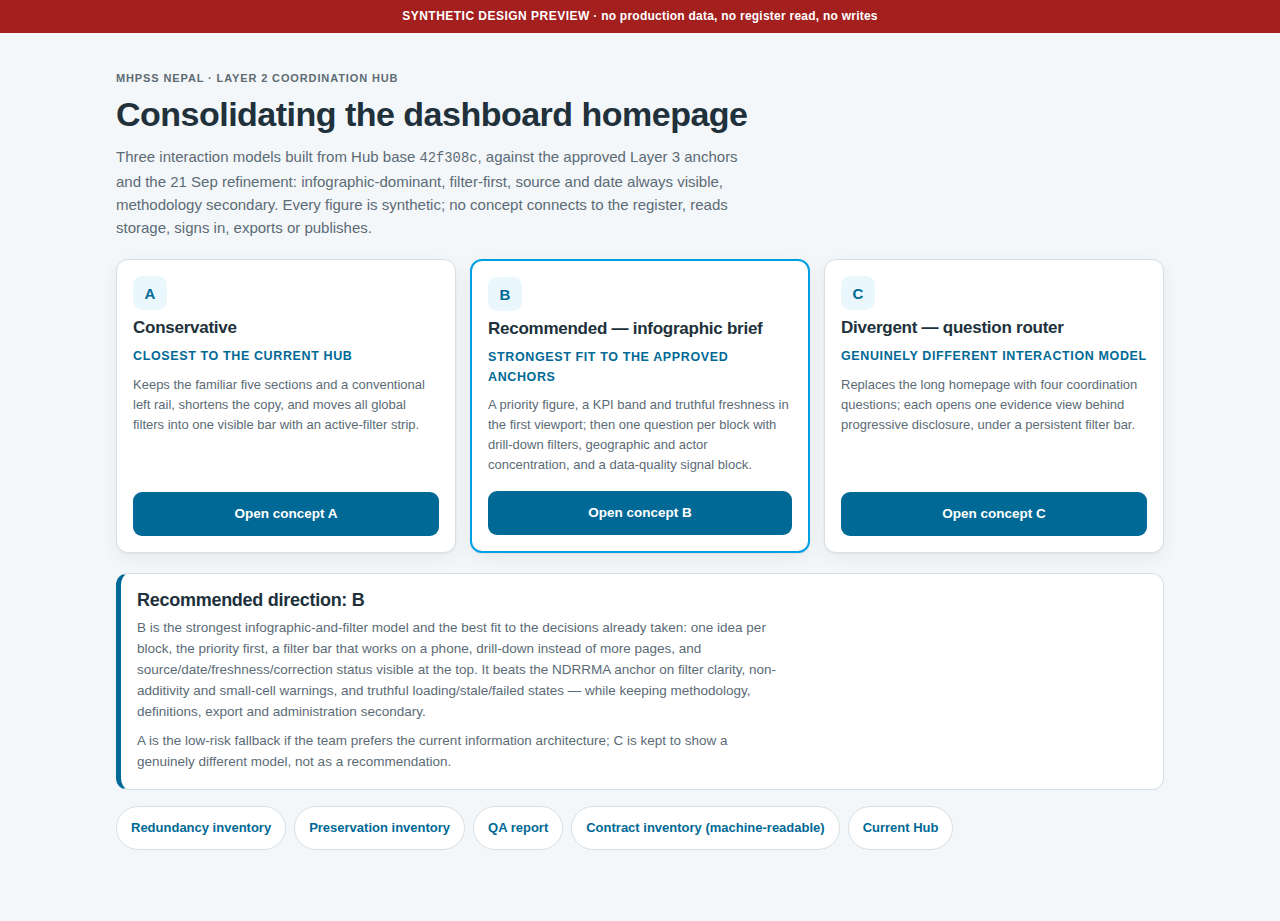 SYNTHETIC DESIGN PREVIEW · no production data, no register read, no writes
MHPSS NEPAL · LAYER 2 COORDINATION HUB
Consolidating the dashboard homepage
Three interaction models built from Hub base 42f308c, against the approved Layer 3 anchors
and the 21 Sep refinement: infographic-dominant, filter-first, source and date always visible,
methodology secondary. Every figure is synthetic; no concept connects to the register, reads
storage, signs in, exports or publishes.
A
Conservative
CLOSEST TO THE CURRENT HUB
Keeps the familiar five sections and a conventional
left rail, shortens the copy, and moves all global
filters into one visible bar with an active-filter strip.
Open concept A
B
Recommended — infographic brief
STRONGEST FIT TO THE APPROVED
ANCHORS
A priority figure, a KPI band and truthful freshness in
the first viewport; then one question per block with
drill-down filters, geographic and actor
concentration, and a data-quality signal block.
Open concept B
C
Divergent — question router
GENUINELY DIFFERENT INTERACTION MODEL
Replaces the long homepage with four coordination
questions; each opens one evidence view behind
progressive disclosure, under a persistent filter bar.
Open concept C
Recommended direction: B
B is the strongest infographic-and-filter model and the best fit to the decisions already taken: one idea per
block, the priority first, a filter bar that works on a phone, drill-down instead of more pages, and
source/date/freshness/correction status visible at the top. It beats the NDRRMA anchor on filter clarity, non-
additivity and small-cell warnings, and truthful loading/stale/failed states — while keeping methodology,
definitions, export and administration secondary.
A is the low-risk fallback if the team prefers the current information architecture; C is kept to show a
genuinely different model, not as a recommendation.
Redundancy inventory
Preservation inventory
QA report
Contract inventory (machine-readable)
Current Hub